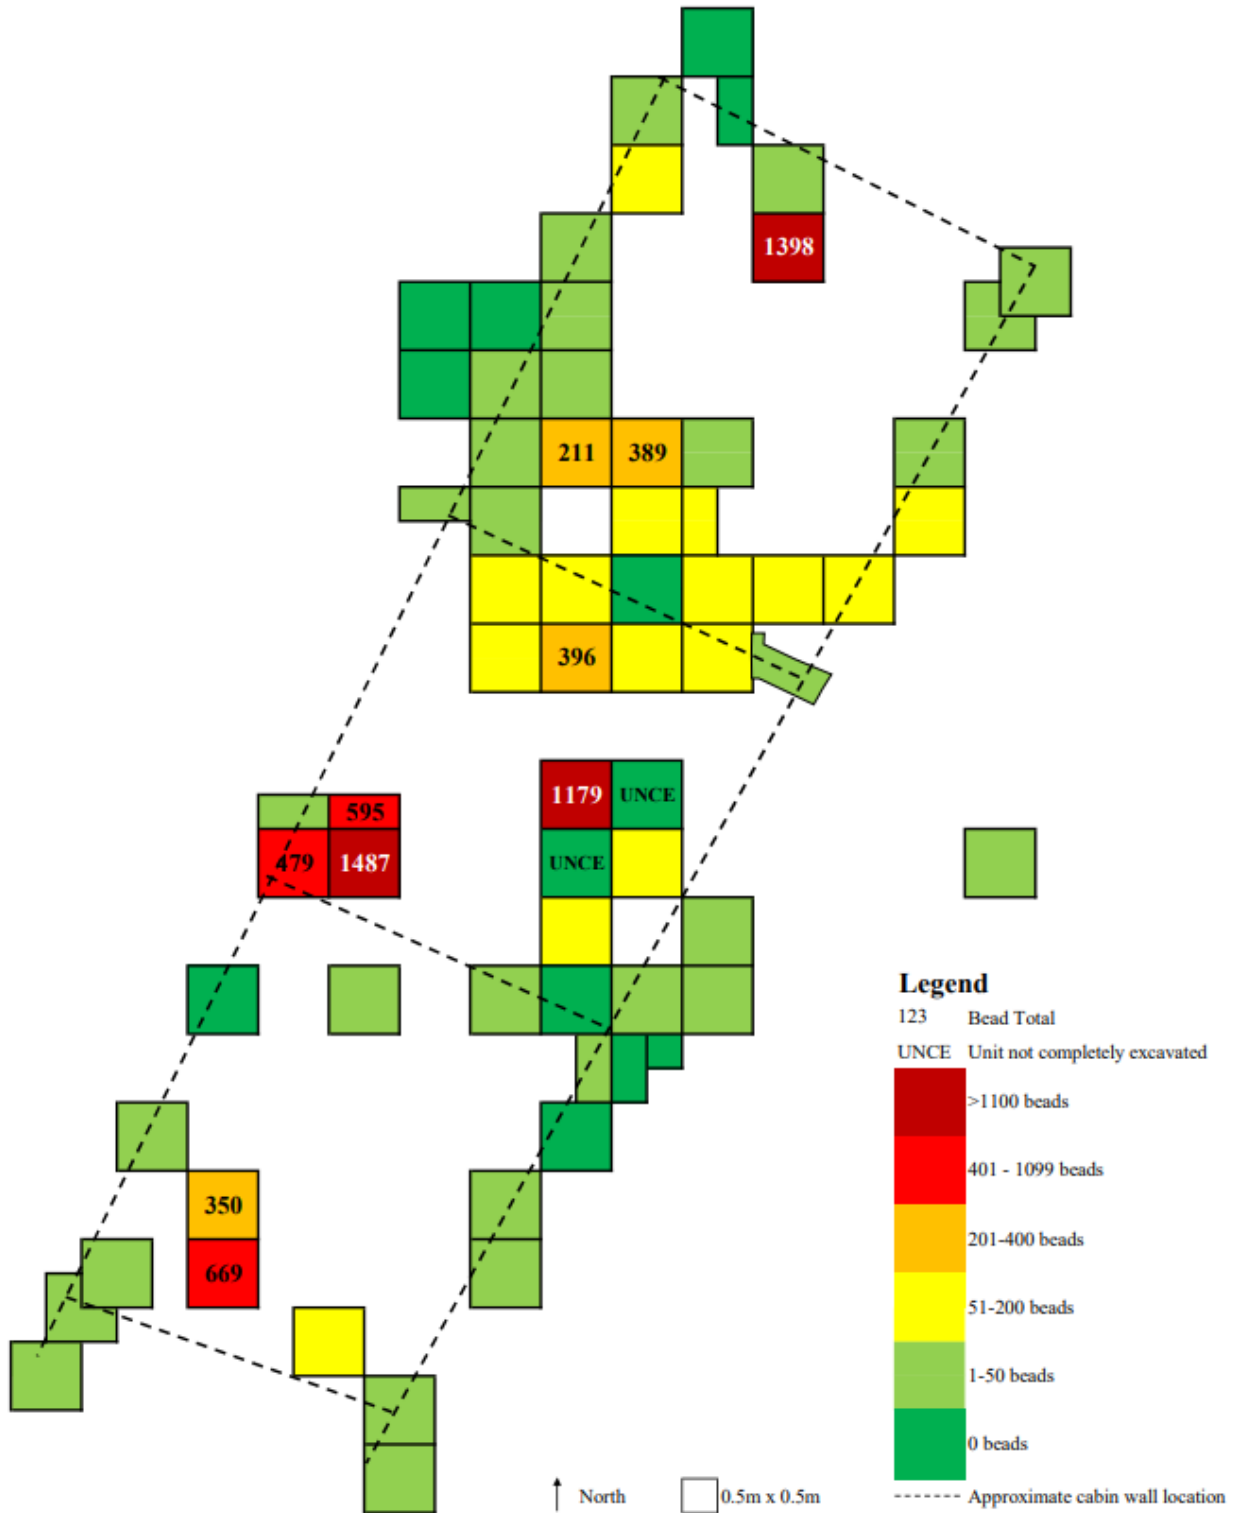 1398
211 389
396
1179 UNCE
595
479 1487 UNCE
350
669
Legend
123 Bead Total
UNCE Unit not completely excavated
>1100 beads
401 - 1099 beads
201-400 beads
51-200 beads
1-50 beads
0 beads
North 0.5m x 0.5m Approximate cabin wall location